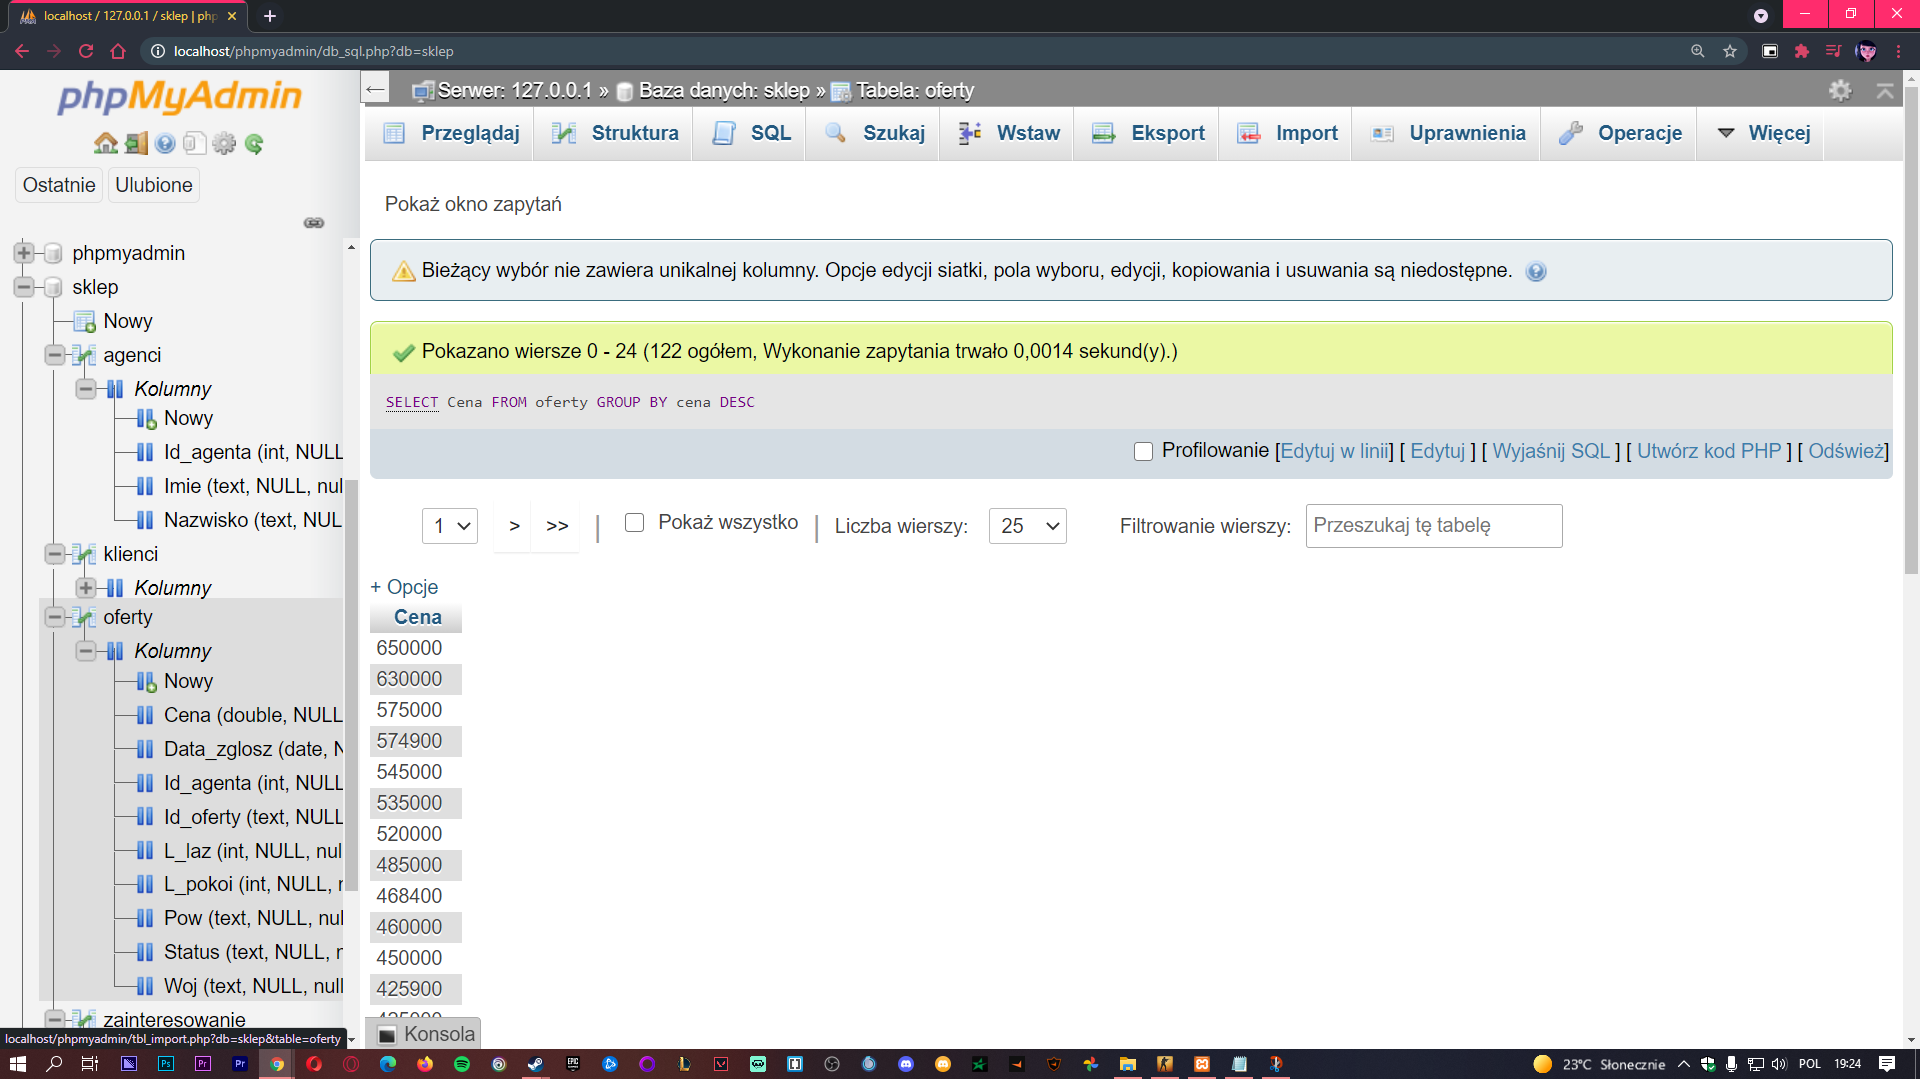 localhost / 127.0.0.1 / sklep | php
localhost/phpmyadmin/db_sql.php?db=sklep
phpMyAdmin
Ostatnie
Ulubione
phpmyadmin
sklep
Nowy
agenci
Kolumny
Nowy
Id_agenta (int, NULL
Imie (text, NULL, nul
Nazwisko (text, NUL
klienci
Kolumny
oferty
Kolumny
Nowy
Cena (double, NULL
Data_zglosz (date, N
Id_agenta (int, NULL
Id_oferty (text, NULL
L_laz (int, NULL, nul
L_pokoi (int, NULL, r
Pow (text, NULL, nul
Status (text, NULL, r
Woj (text, NULL, null
zainteresowanie
localhost/phpmyadmin/tbl_import.php?db=sklep&table=oferty
Serwer: 127.0.0.1 » Baza danych: sklep » Tabela: oferty
Przeglądaj
Struktura
SQL
Szukaj
Wstaw
Eksport
Import
Uprawnienia
Operacje
Więcej
Pokaż okno zapytań
Bieżący wybór nie zawiera unikalnej kolumny. Opcje edycji siatki, pola wyboru, edycji, kopiowania i usuwania są niedostępne.
Pokazano wiersze 0 - 24 (122 ogółem, Wykonanie zapytania trwało 0,0014 sekund(y).)
SELECT Cena FROM oferty GROUP BY cena DESC
Profilowanie [Edytuj w linii] [ Edytuj ] [ Wyjaśnij SQL ] [ Utwórz kod PHP ] [ Odśwież]
1 > >> | Pokaż wszystko | Liczba wierszy: 25 Filtrowanie wierszy: Przeszukaj tę tabelę
+ Opcje
Cena
650000
630000
575000
574900
545000
535000
520000
485000
468400
460000
450000
425900
Konsola
23°C Słonecznie
POL
19:24